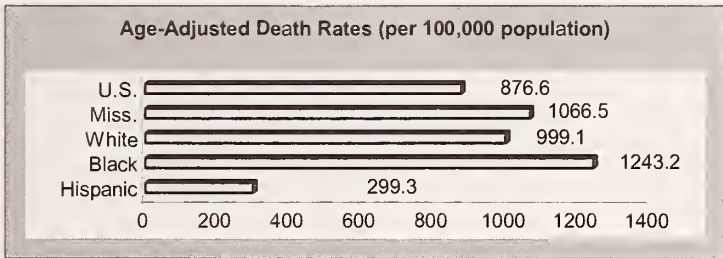 Age-Adjusted Death Rates (per 100,000 population)
U.S. 876.6
Miss. 1066.5
White 999.1
Black 1243.2
Hispanic 299.3
0 200 400 600 800 1000 1200 1400